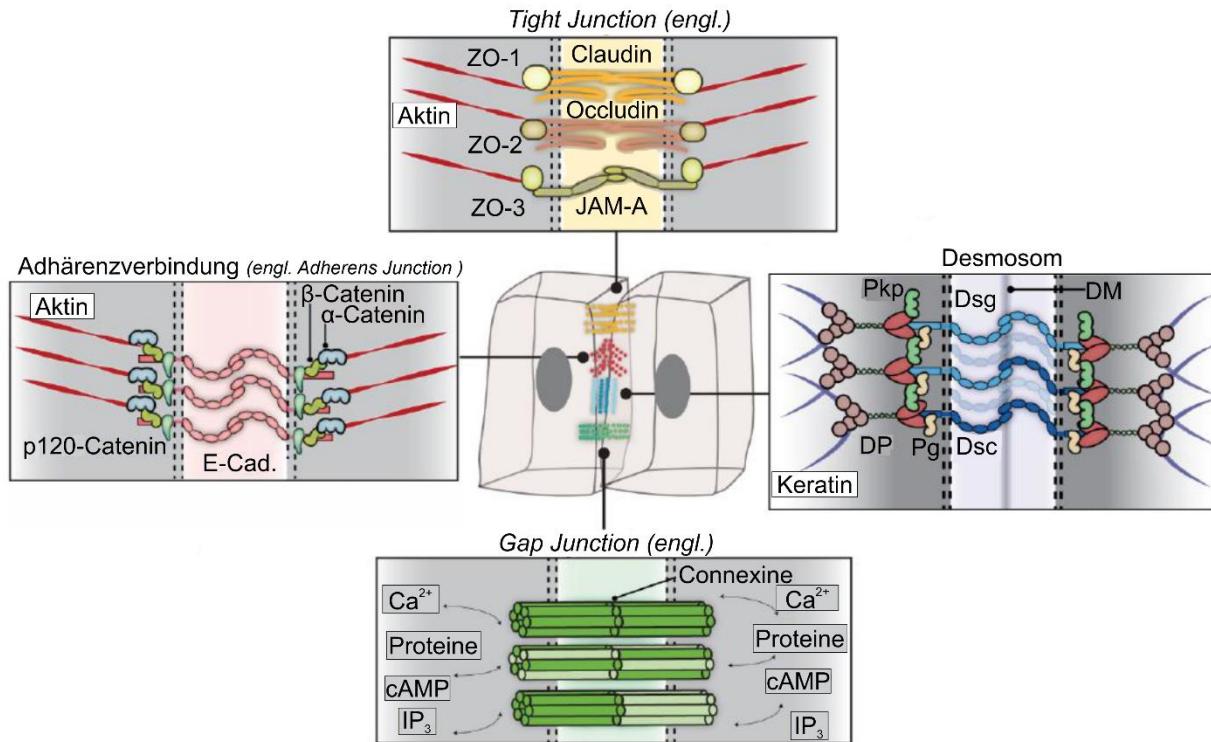 Tight Junction (engl.)
ZO-1
Claudin
Aktin
Occludin
ZO-2
ZO-3
JAM-A
Adhärenzverbindung (engl. Adherens Junction )
Aktin
β-Catenin
α-Catenin
p120-Catenin
E-Cad.
Desmosom
Pkp
Dsg
DM
DP
Pg
Dsc
Keratin
Gap Junction (engl.)
Connexine
Ca²⁺
Ca²⁺
Proteine
Proteine
cAMP
cAMP
IP₃
IP₃